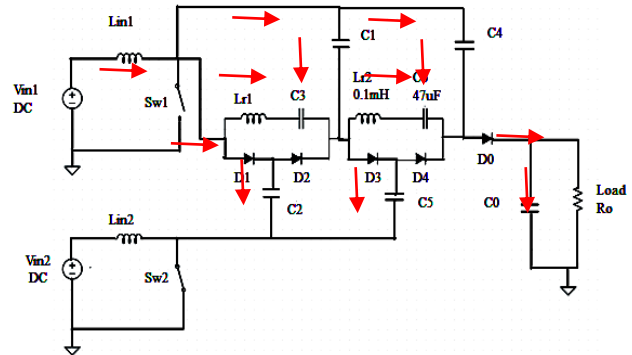 Lin1
C1
C4
Vin1
DC
Sw1
Lr1
C3
Lr2
0.1mH
47uF
D1
D2
D3
D4
D0
C2
C5
C0
Load
Ro
Lin2
Vin2
DC
Sw2